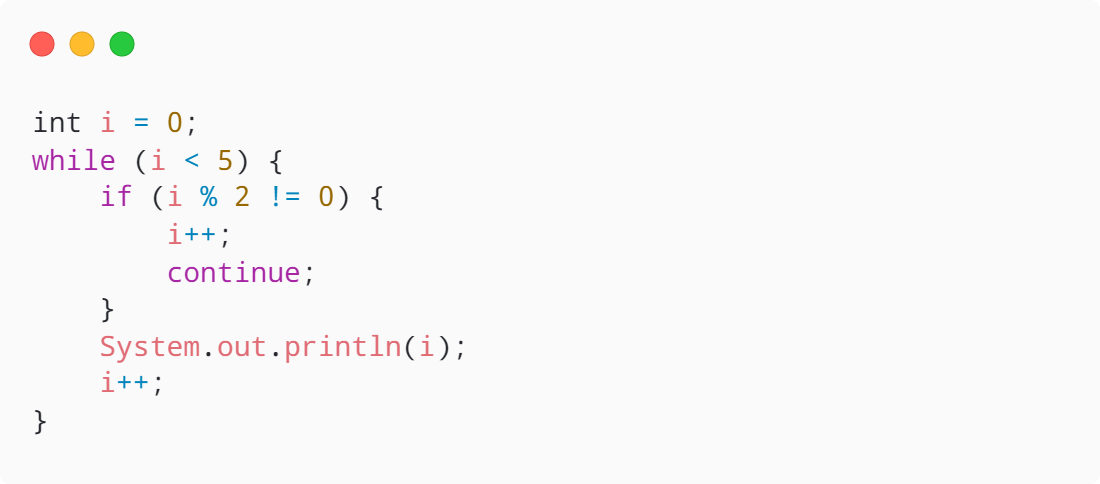 int i = 0;
while (i < 5) {
    if (i % 2 != 0) {
        i++;
        continue;
    }
    System.out.println(i);
    i++;
}